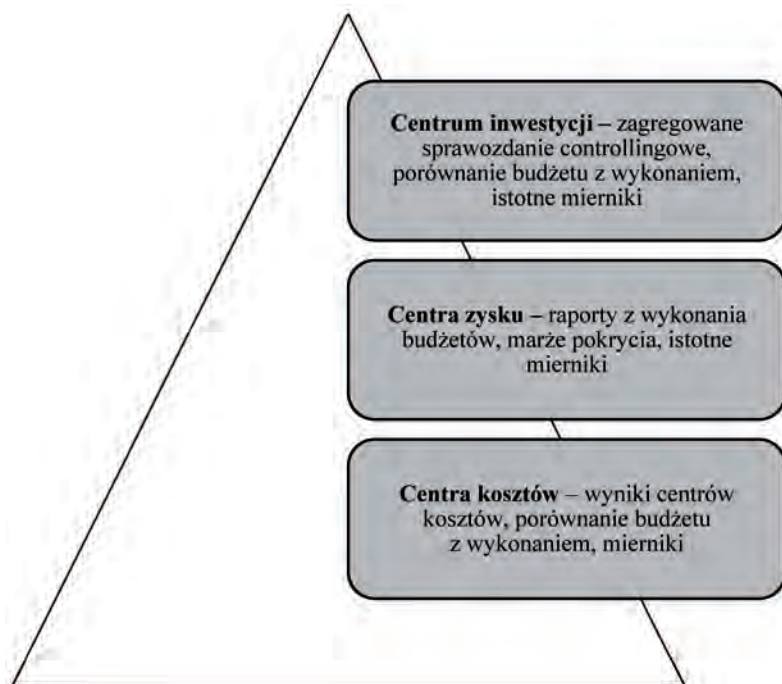 Centrum inwestycji – zagregowane
sprawozdanie controllingowe,
porównanie budżetu z wykonaniem,
istotne mierniki
Centra zysku – raporty z wykonania
budżetów, marże pokrycia, istotne
mierniki
Centra kosztów – wyniki centrów
kosztów, porównanie budżetu
z wykonaniem, mierniki